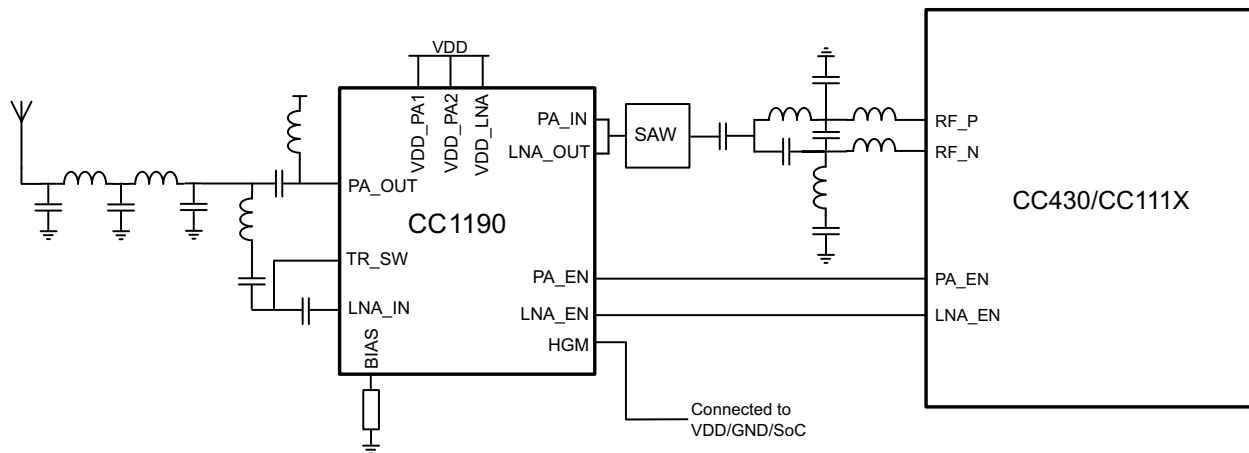 VDD
VDD_PA1
VDD_PA2
VDD_LNA
PA_IN
LNA_OUT
SAW
RF_P
RF_N
PA_OUT
CC1190
CC430/CC111X
TR_SW
LNA_IN
PA_EN
LNA_EN
HGM
PA_EN
LNA_EN
BIAS
Connected to
VDD/GND/SoC